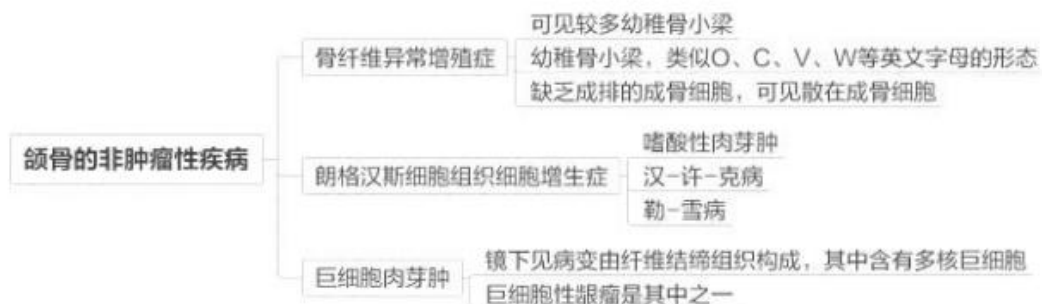 可见较多幼稚骨小梁
骨纤维异常增殖症
幼稚骨小梁，类似O、C、V、W等英文字母的形态
缺乏成排的成骨细胞，可见散在成骨细胞
颌骨的非肿瘤性疾病
嗜酸性肉芽肿
朗格汉斯细胞组织细胞增生症
汉-许-克病
勒-雪病
巨细胞肉芽肿
镜下见病变由纤维结缔组织构成，其中含有多核巨细胞
巨细胞性龈瘤是其中之一